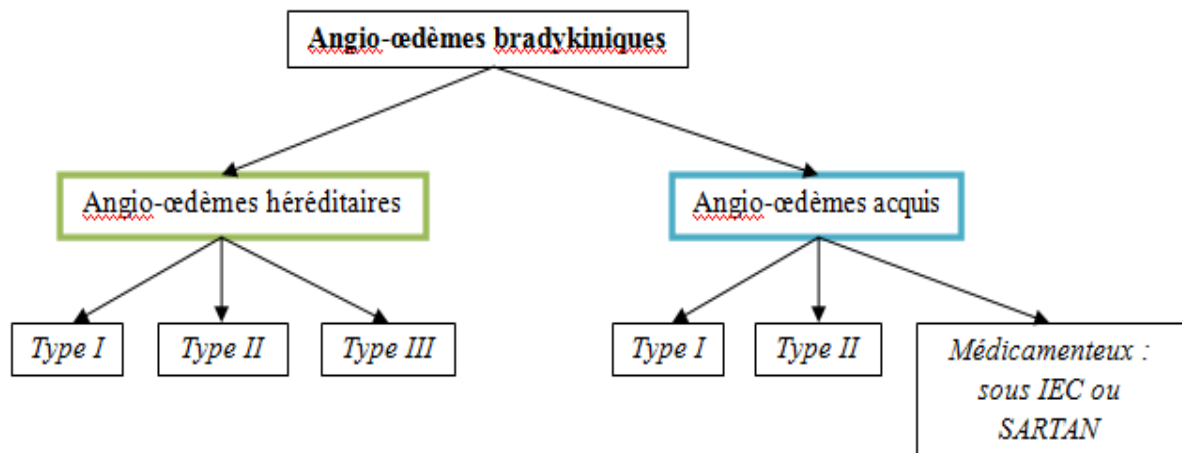 Angio-œdèmes bradykiniques
Angio-œdèmes héréditaires
Angio-œdèmes acquis
Type I
Type II
Type III
Type I
Type II
Médicamenteux :
sous IEC ou
SARTAN